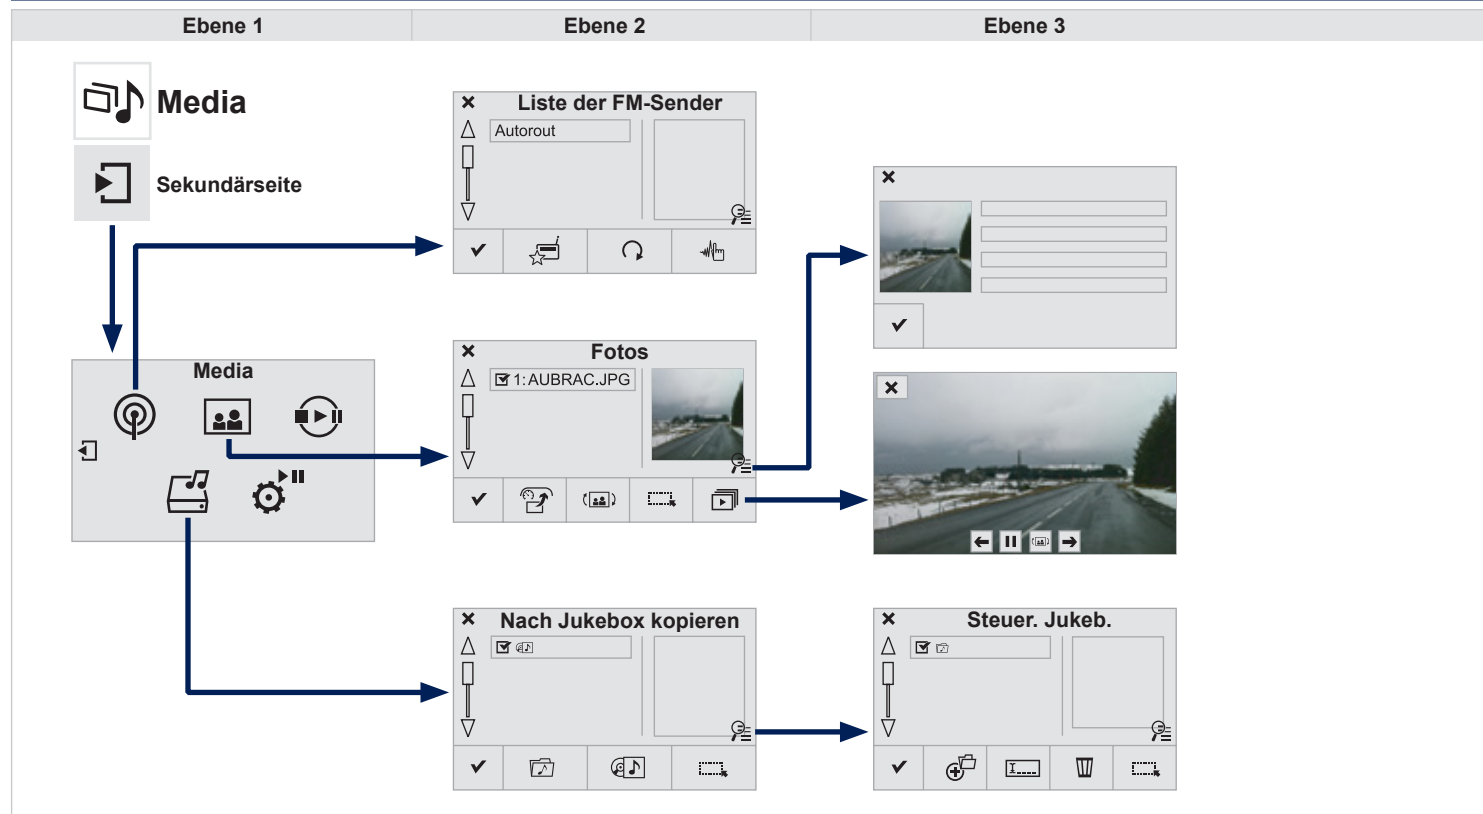 Ebene 1
Ebene 2
Ebene 3
Media
Sekundärseite
Media
Liste der FM-Sender
Autorout
Fotos
1: AUBRAC.JPG
Nach Jukebox kopieren
Steuer. Jukeb.